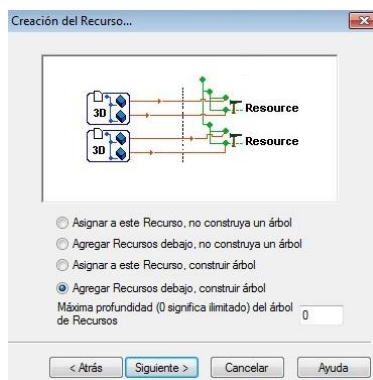 Creación del Recurso...
3D
Resource
3D
Resource
Asignar a este Recurso, no construya un árbol
Agregar Recursos debajo, no construya un árbol
Asignar a este Recurso, construir árbol
Agregar Recursos debajo, construir árbol
Máxima profundidad (0 significa ilimitado) del árbol
de Recursos
0
< Atrás
Siguiente >
Cancelar
Ayuda